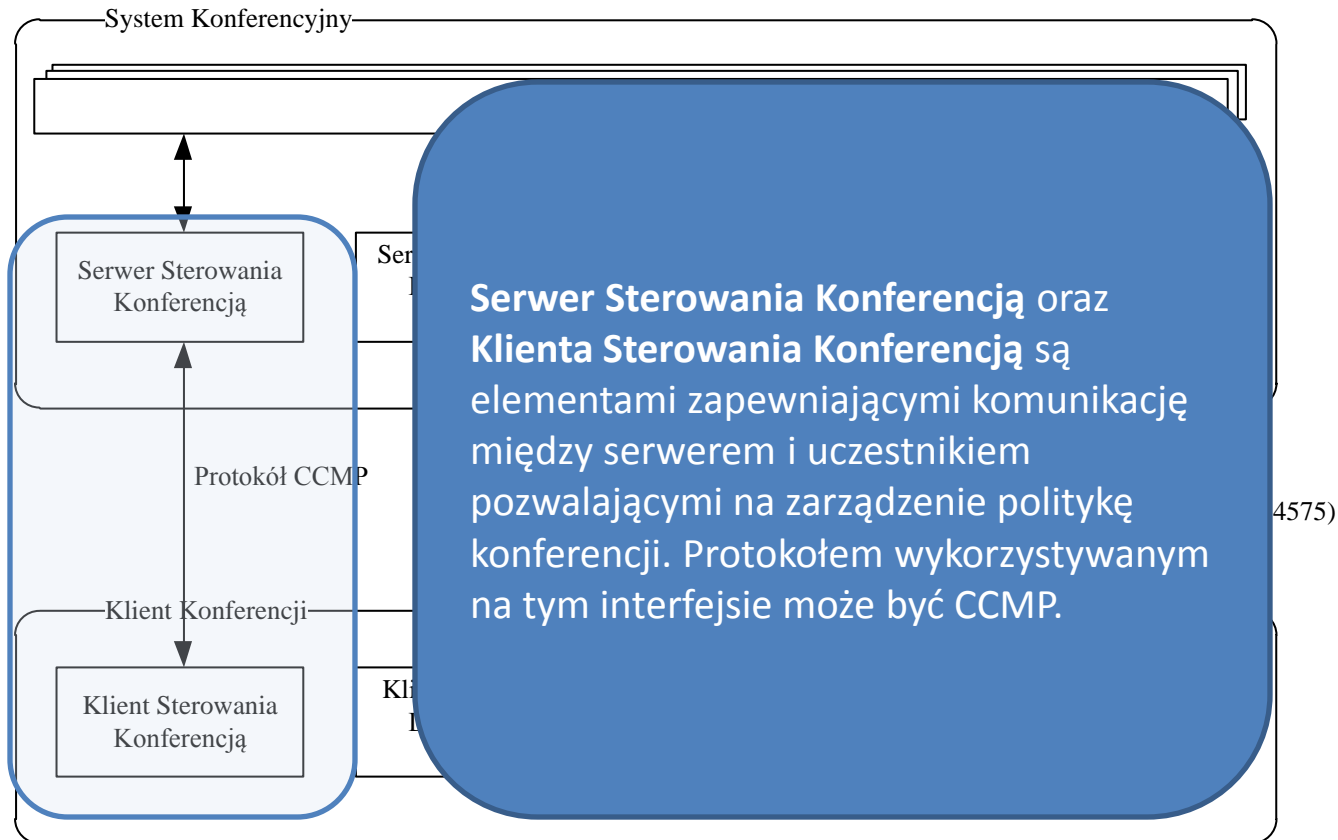 System Konferencyjny
Serwer Sterowania
Konferencją
Protokół CCMP
Klient Konferencji
Klient Sterowania
Konferencją
Serwer Sterowania Konferencją oraz
Klienta Sterowania Konferencją są
elementami zapewniającymi komunikację
między serwerem i uczestnikiem
pozwalającymi na zarządzenie politykę
konferencji. Protokołem wykorzystywanym
na tym interfejsie może być CCMP.
4575)